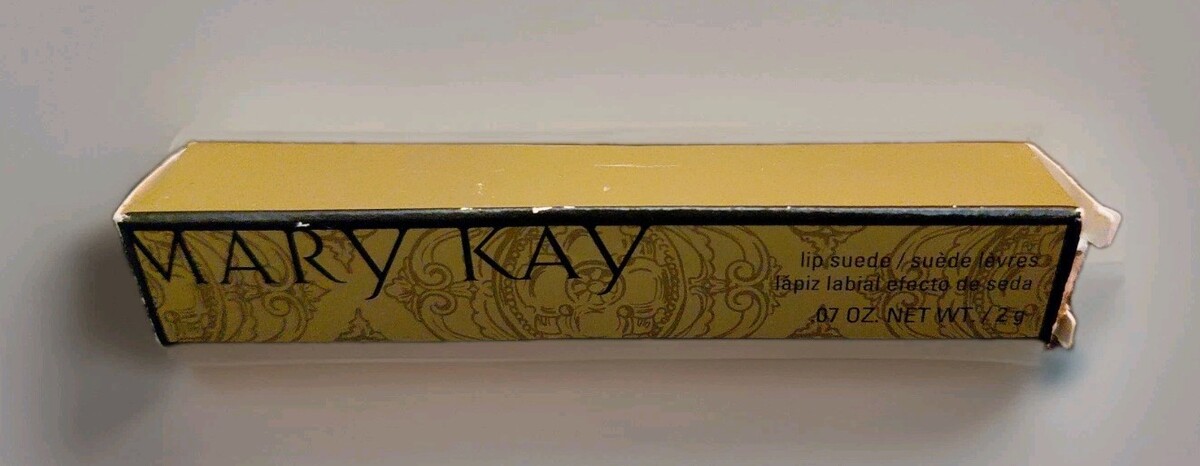 MARY KAY
lip suede / suède lèvres
lápiz labial efecto de seda
.07 OZ. NET WT. / 2 g